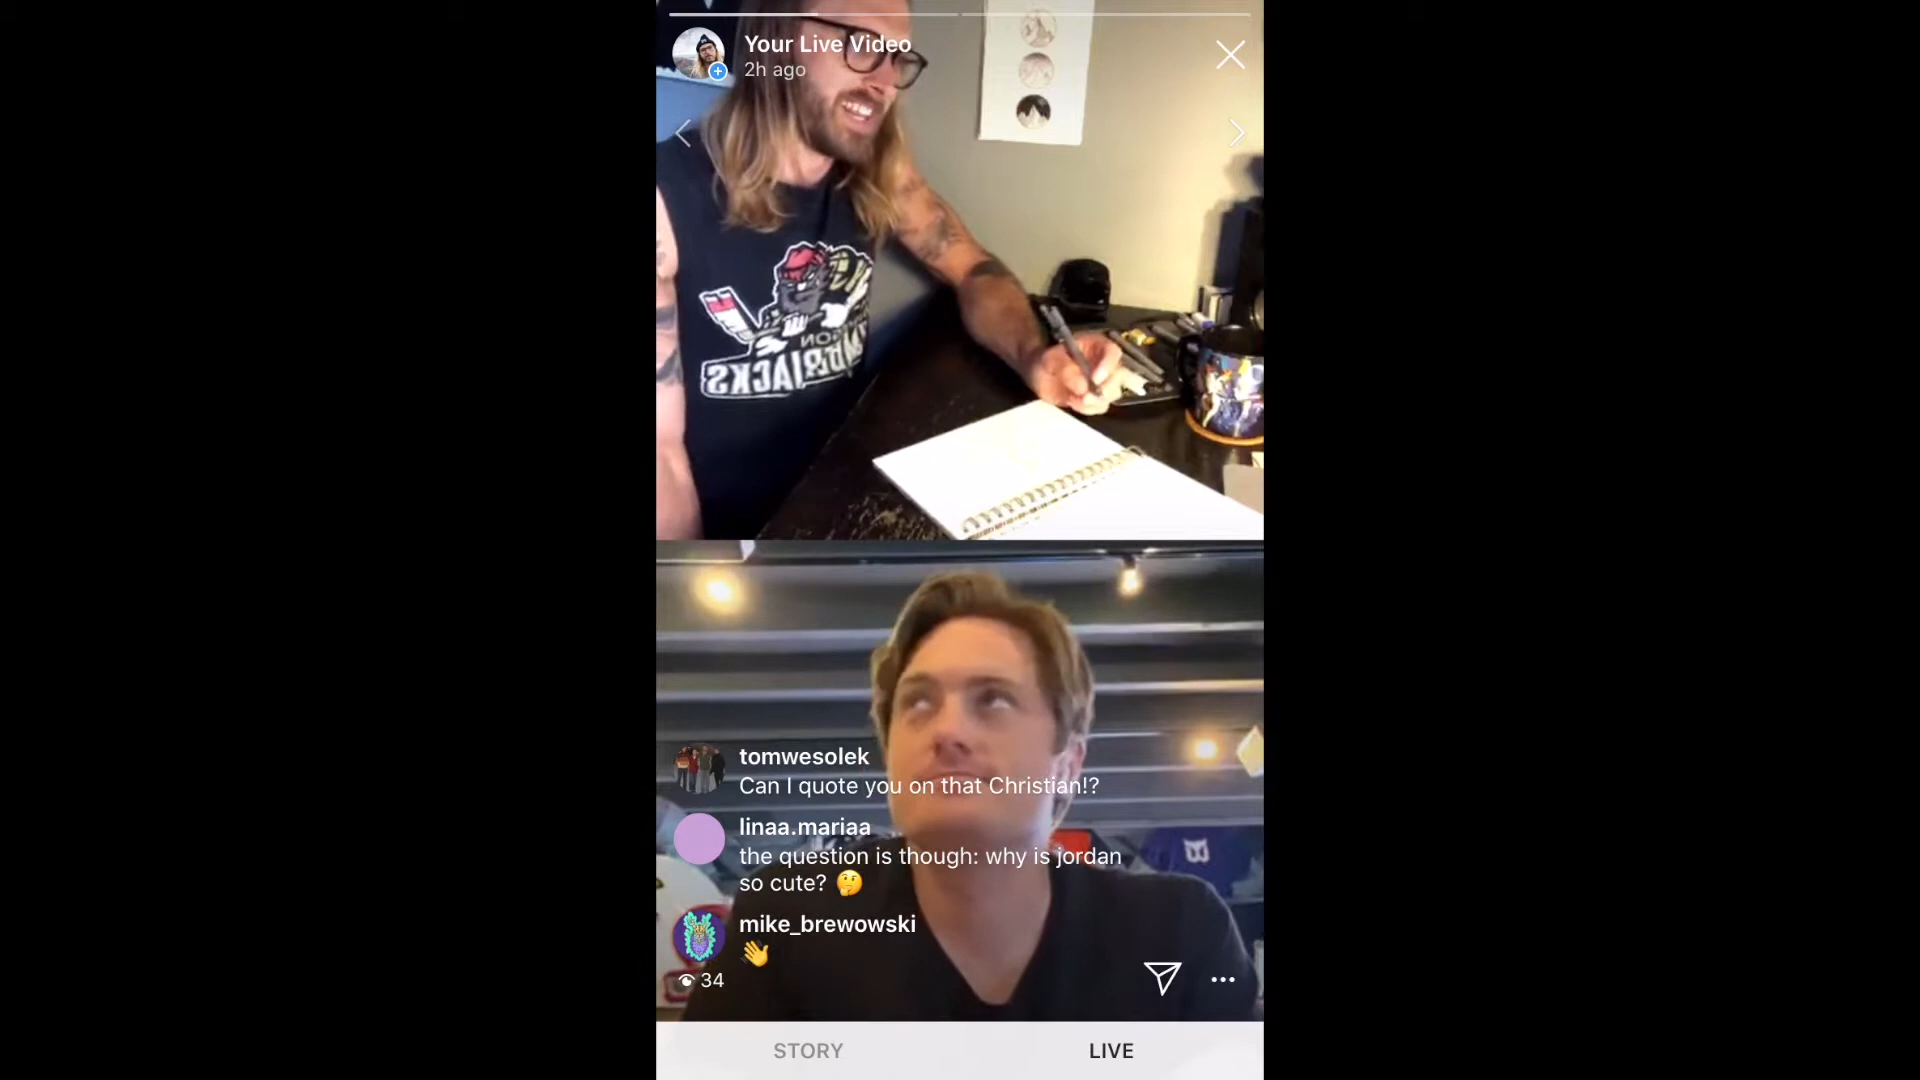 Your Live Video
2h ago
tomwesolek
Can I quote you on that Christian!?
linaa.mariaa
the question is though: why is jordan
so cute? 🤔
mike_brewowski
👋
34
STORY
LIVE